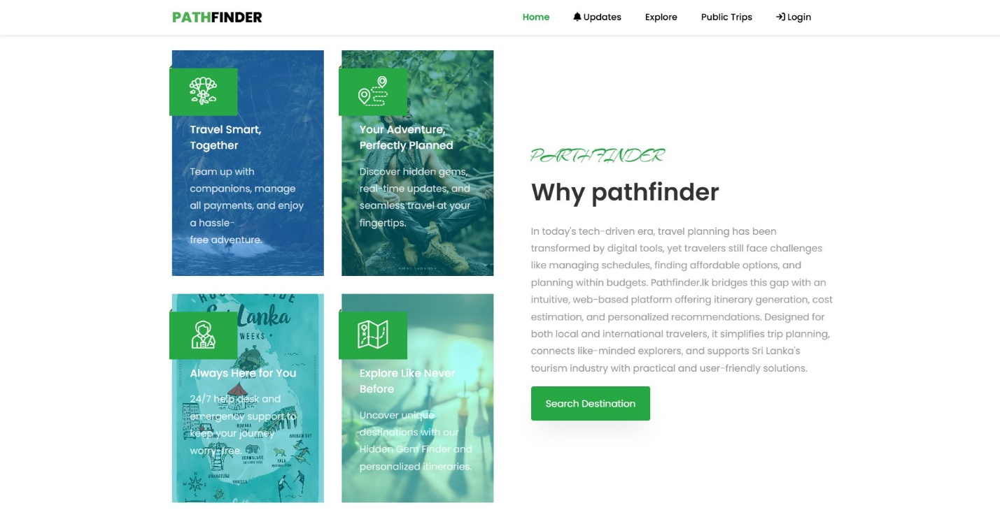 PATHFINDER
Home
Updates
Explore
Public Trips
Login
Travel Smart,
Together
Team up with
companions, manage
all payments, and enjoy
a hassle-
free adventure.
Your Adventure,
Perfectly Planned
Discover hidden gems,
real-time updates, and
seamless travel at your
fingertips.
Lanka
WEEKS
Always Here for You
24/7 help desk and
emergency support to
keep your journey
worry-free.
UDAWALAWE
YALA
MIRISSA
Explore Like Never
Before
Uncover unique
destinations with our
Hidden Gem Finder and
personalized itineraries.
PARTHFINDER
Why pathfinder
In today's tech-driven era, travel planning has been
transformed by digital tools, yet travelers still face challenges
like managing schedules, finding affordable options, and
planning within budgets. Pathfinder.lk bridges this gap with an
intuitive, web-based platform offering itinerary generation, cost
estimation, and personalized recommendations. Designed for
both local and international travelers, it simplifies trip planning,
connects like-minded explorers, and supports Sri Lanka's
tourism industry with practical and user-friendly solutions.
Search Destination